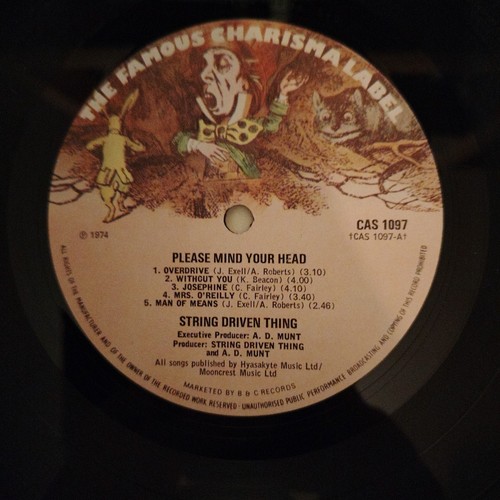 THE FAMOUS CHARISMA LABEL
℗ 1974
CAS 1097
†CAS 1097-A†
PLEASE MIND YOUR HEAD
1. OVERDRIVE (J. Exell/A. Roberts) (3.10)
2. WITHOUT YOU (K. Beacon) (4.00)
3. JOSEPHINE (C. Fairley) (4.10)
4. MRS. O'REILLY (C. Fairley) (3.40)
5. MAN OF MEANS (J. Exell/A. Roberts) (2.46)
STRING DRIVEN THING
Executive Producer: A. D. MUNT
Producer: STRING DRIVEN THING
and A. D. MUNT
All songs published by Hyasakyte Music Ltd/
Mooncrest Music Ltd
MARKETED BY B & C RECORDS
ALL RIGHTS OF THE MANUFACTURER AND OF THE OWNER OF THE RECORDED WORK RESERVED · UNAUTHORISED PUBLIC PERFORMANCE BROADCASTING AND COPYING OF THIS RECORD PROHIBITED